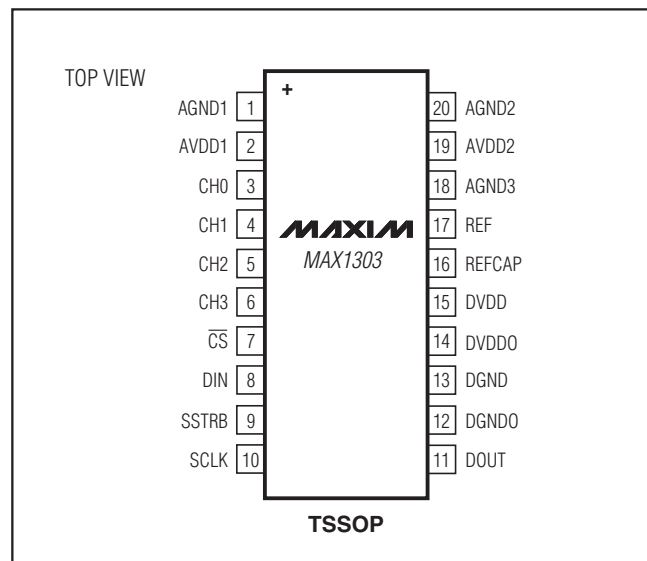 TOP VIEW
+
AGND1 1
AVDD1 2
CH0 3
CH1 4
CH2 5
CH3 6
CS 7
DIN 8
SSTRB 9
SCLK 10
MAXIM
MAX1303
20 AGND2
19 AVDD2
18 AGND3
17 REF
16 REFCAP
15 DVDD
14 DVDDO
13 DGND
12 DGNDO
11 DOUT
TSSOP